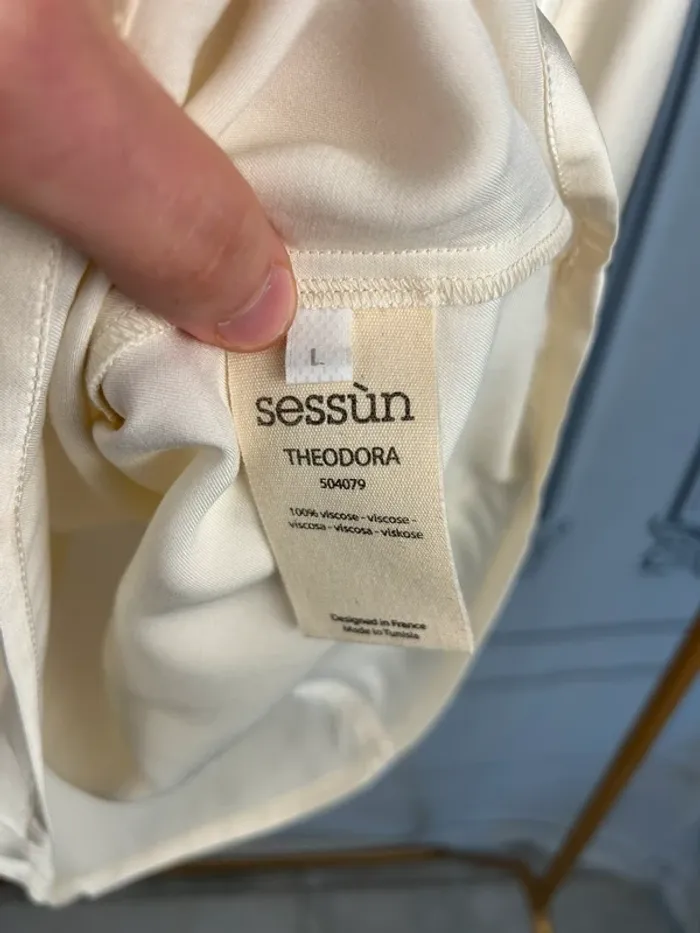 L
sessùn
THEODORA
504079
100% viscose - viscose -
viscosa - viscosa - viskose
Designed in France
Made in Tunisia